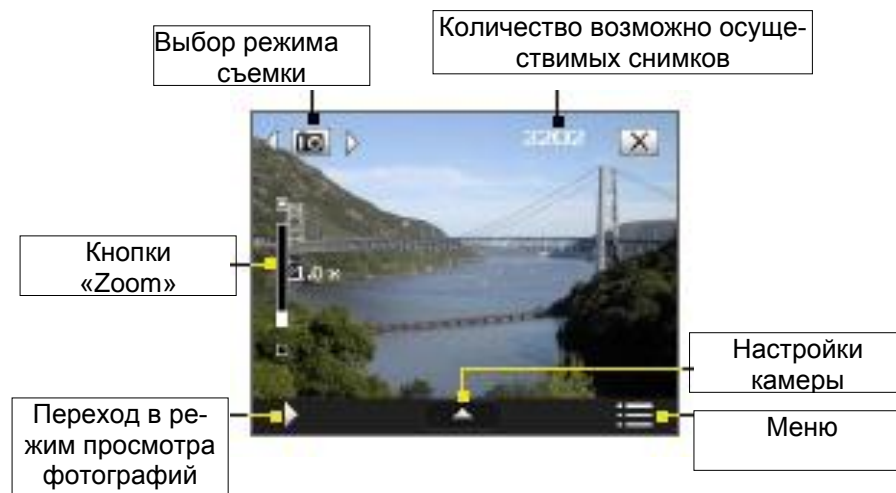 Выбор режима
съемки
Количество возможно осуще-
ствимых снимков
3202
Кнопки
«Zoom»
1.0 x
Настройки
камеры
Переход в ре-
жим просмотра
фотографий
Меню